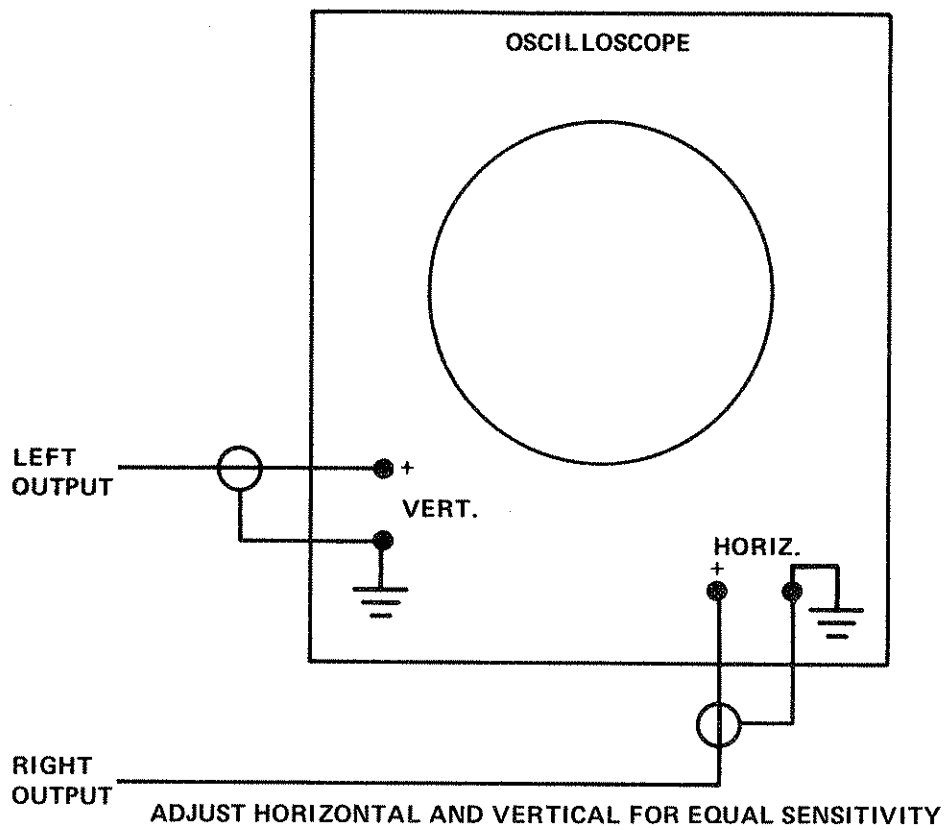 OSCILLOSCOPE
LEFT
OUTPUT
+
VERT.
HORIZ.
+
RIGHT
OUTPUT
ADJUST HORIZONTAL AND VERTICAL FOR EQUAL SENSITIVITY